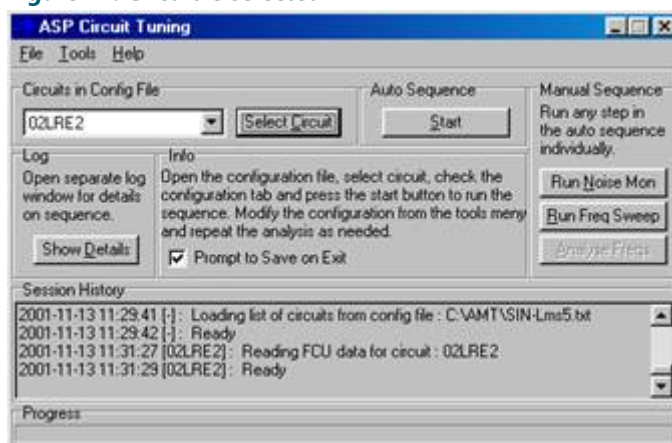 ASP Circuit Tuning
File Tools Help
Circuits in Config File
02LRE2
Select Circuit
Auto Sequence
Start
Manual Sequence
Run any step in
the auto sequence
individually.
Run Noise Mon
Run Freq Sweep
Analyse Freqs
Log
Open separate log
window for details
on sequence.
Show Details
Info
Open the configuration file, select circuit, check the
configuration tab and press the start button to run the
sequence. Modify the configuration from the tools meny
and repeat the analysis as needed.
Prompt to Save on Exit
Session History
2001-11-13 11:29:41 [-] : Loading list of circuits from config file : C:\AMT\SIN-Lms5.txt
2001-11-13 11:29:42 [-] : Ready
2001-11-13 11:31:27 [02LRE2] : Reading FCU data for circuit : 02LRE2
2001-11-13 11:31:29 [02LRE2] : Ready
Progress